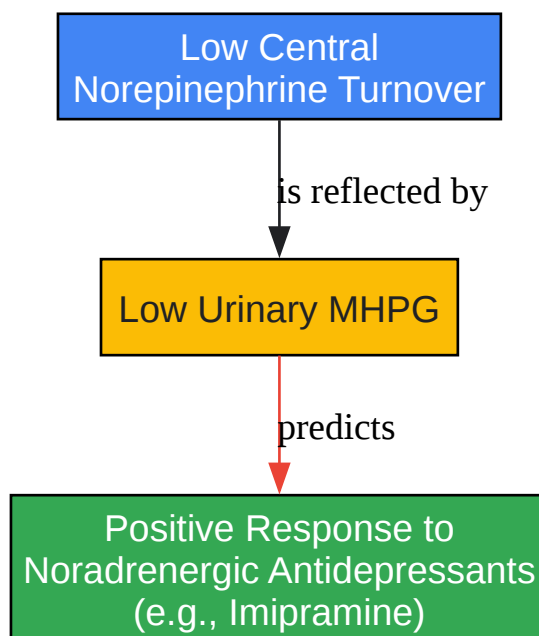 Low Central
Norepinephrine Turnover
is reflected by
Low Urinary MHPG
predicts
Positive Response to
Noradrenergic Antidepressants
(e.g., Imipramine)